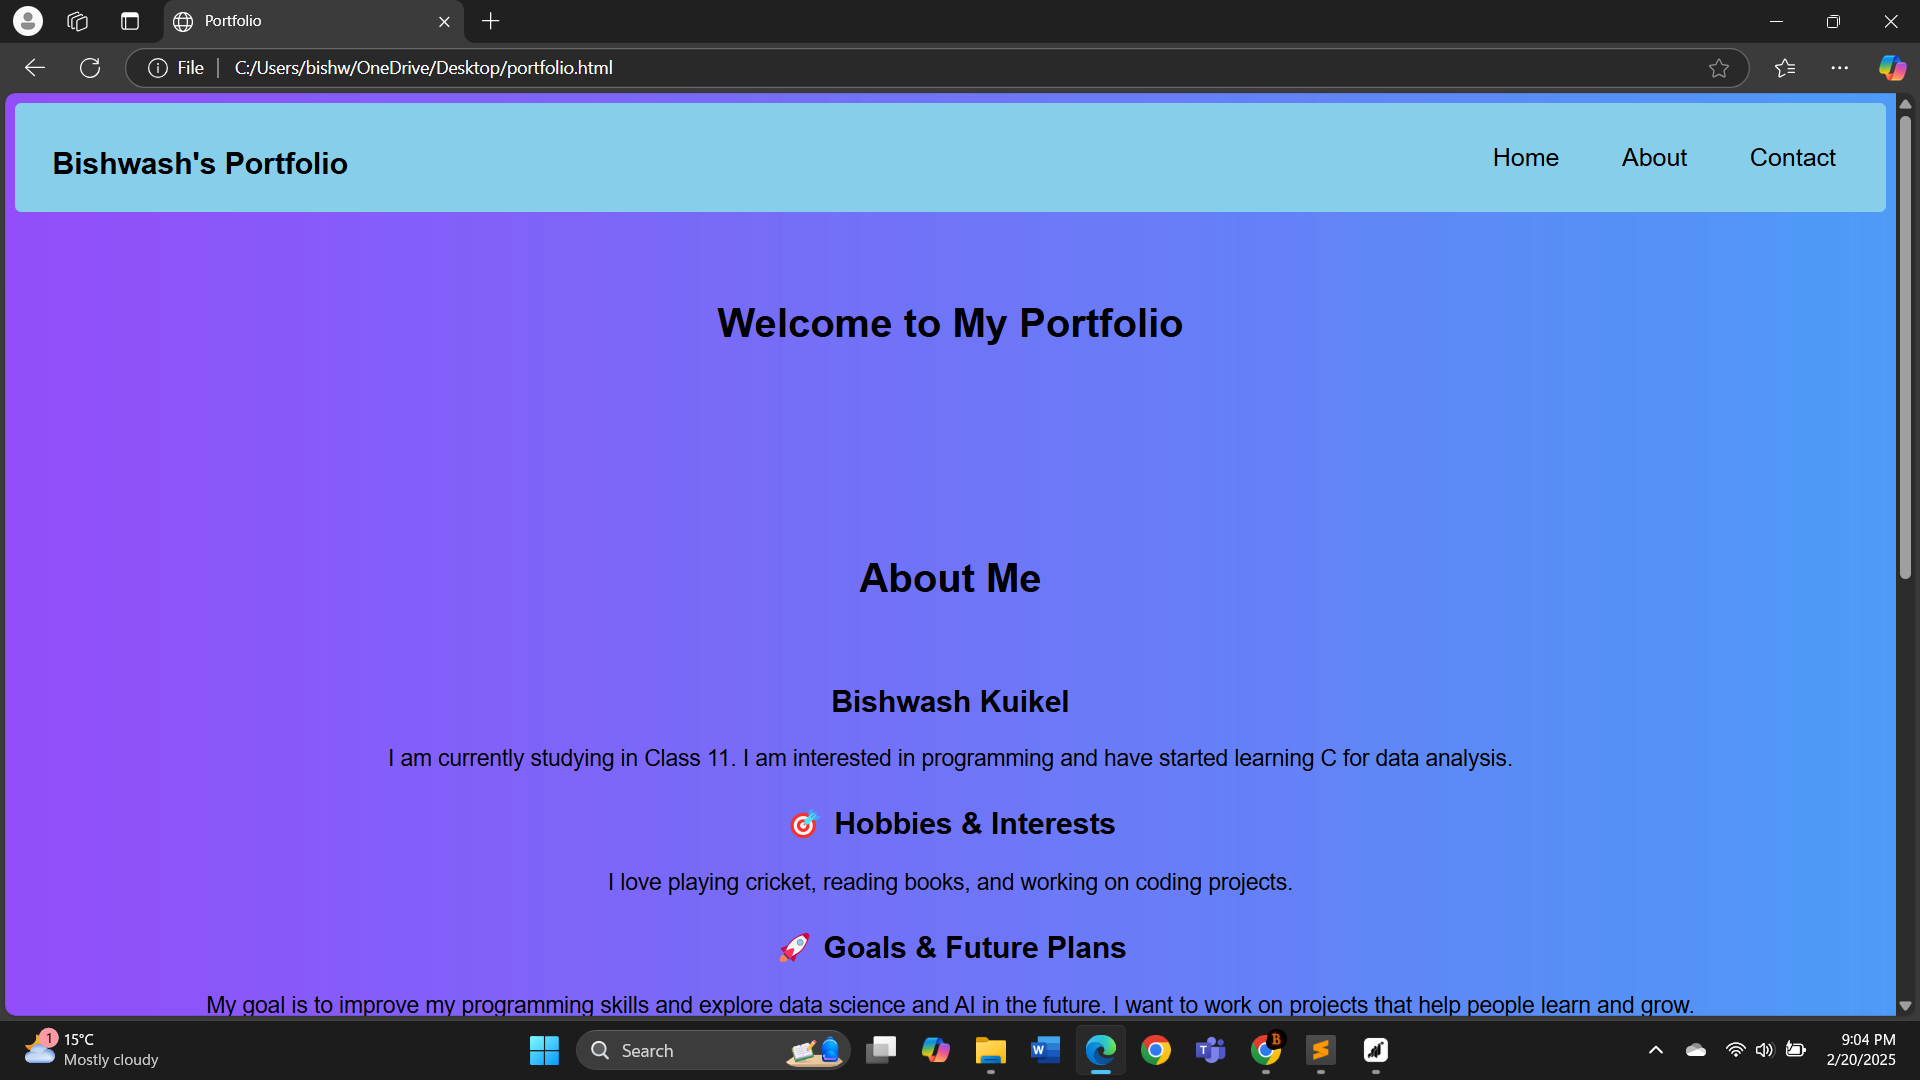 Portfolio
File
C:/Users/bishw/OneDrive/Desktop/portfolio.html
Bishwash's Portfolio
Home About Contact
Welcome to My Portfolio
About Me
Bishwash Kuikel
I am currently studying in Class 11. I am interested in programming and have started learning C for data analysis.
🎯 Hobbies & Interests
I love playing cricket, reading books, and working on coding projects.
🚀 Goals & Future Plans
My goal is to improve my programming skills and explore data science and AI in the future. I want to work on projects that help people learn and grow.
1
15°C
Mostly cloudy
Search
W
T
B
9:04 PM
2/20/2025